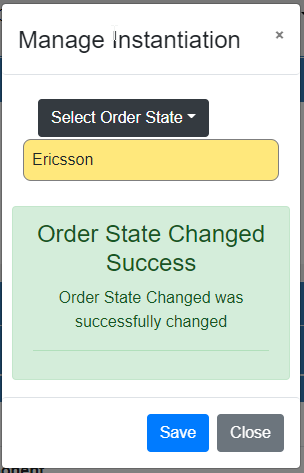 Manage Instantiation ×
Select Order State
Ericsson
Order State Changed
Success
Order State Changed was
successfully changed
Save Close